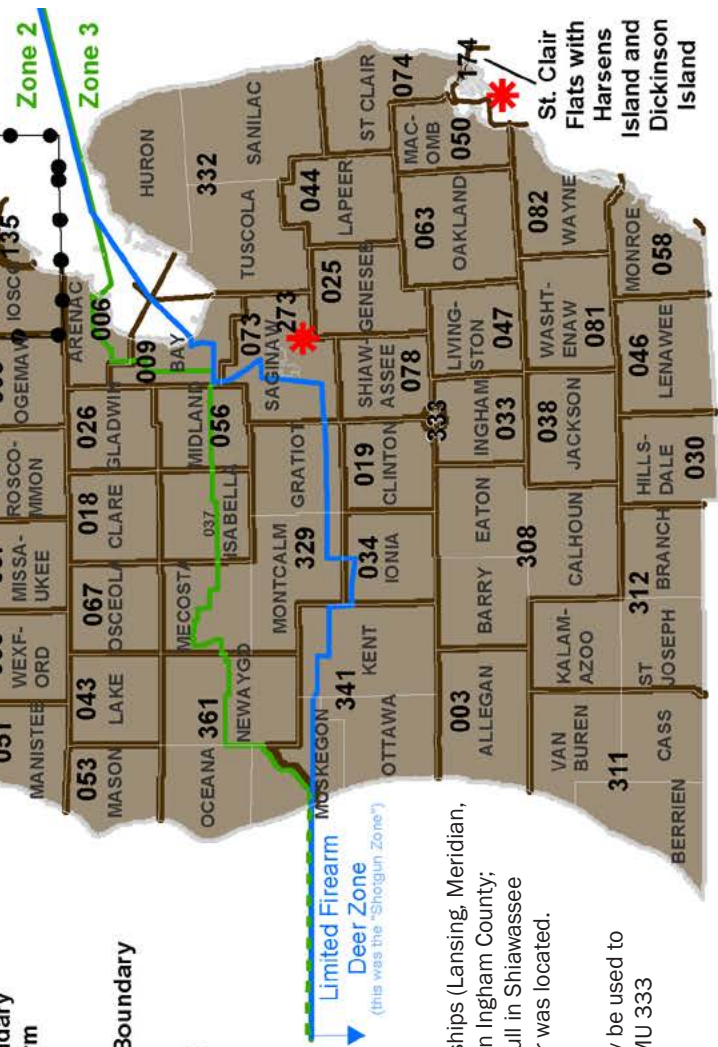 Zone 2
Zone 3
135
IOSCO
OGEMAW
ROSCO-
MMON
MISSA-
UKEE
WEXF-
ORD
051
MANISTEE
ARENAC
006
026
GLADWIN
018
CLARE
067
OSCEOLA
043
LAKE
053
MASON
HURON
009
BAY
MIDLAND
056
037
ISABELLA
MECOSTA
361
NEWAYGO
OCEANA
332
TUSCOLA
SANILAC
073
SAGINAW
273
GRATIOT
MONTCALM
329
MUSKEGON
044
LAPEER
ST CLAIR
074
174
025
GENESEE
SHIAW-
ASSEE
078
019
CLINTON
034
IONIA
341
KENT
OTTAWA
MAC-
OMB
050
063
OAKLAND
LIVING-
STON
047
333
INGHAM
033
EATON
BARRY
308
003
ALLEGAN
082
WAYNE
WASHT-
ENAW
081
038
JACKSON
CALHOUN
KALAM-
AZOO
VAN
BUREN
311
MONROE
058
046
LENAWEE
HILLS-
DALE
030
BRANCH
312
ST
JOSEPH
CASS
BERRIEN
St. Clair
Flats with
Harsens
Island and
Dickinson
Island
Limited Firearm
Deer Zone
(this was the "Shotgun Zone")
Boundary
ships (Lansing, Meridian,
n Ingham County;
ull in Shiawassee
r was located.
y be used to
MU 333